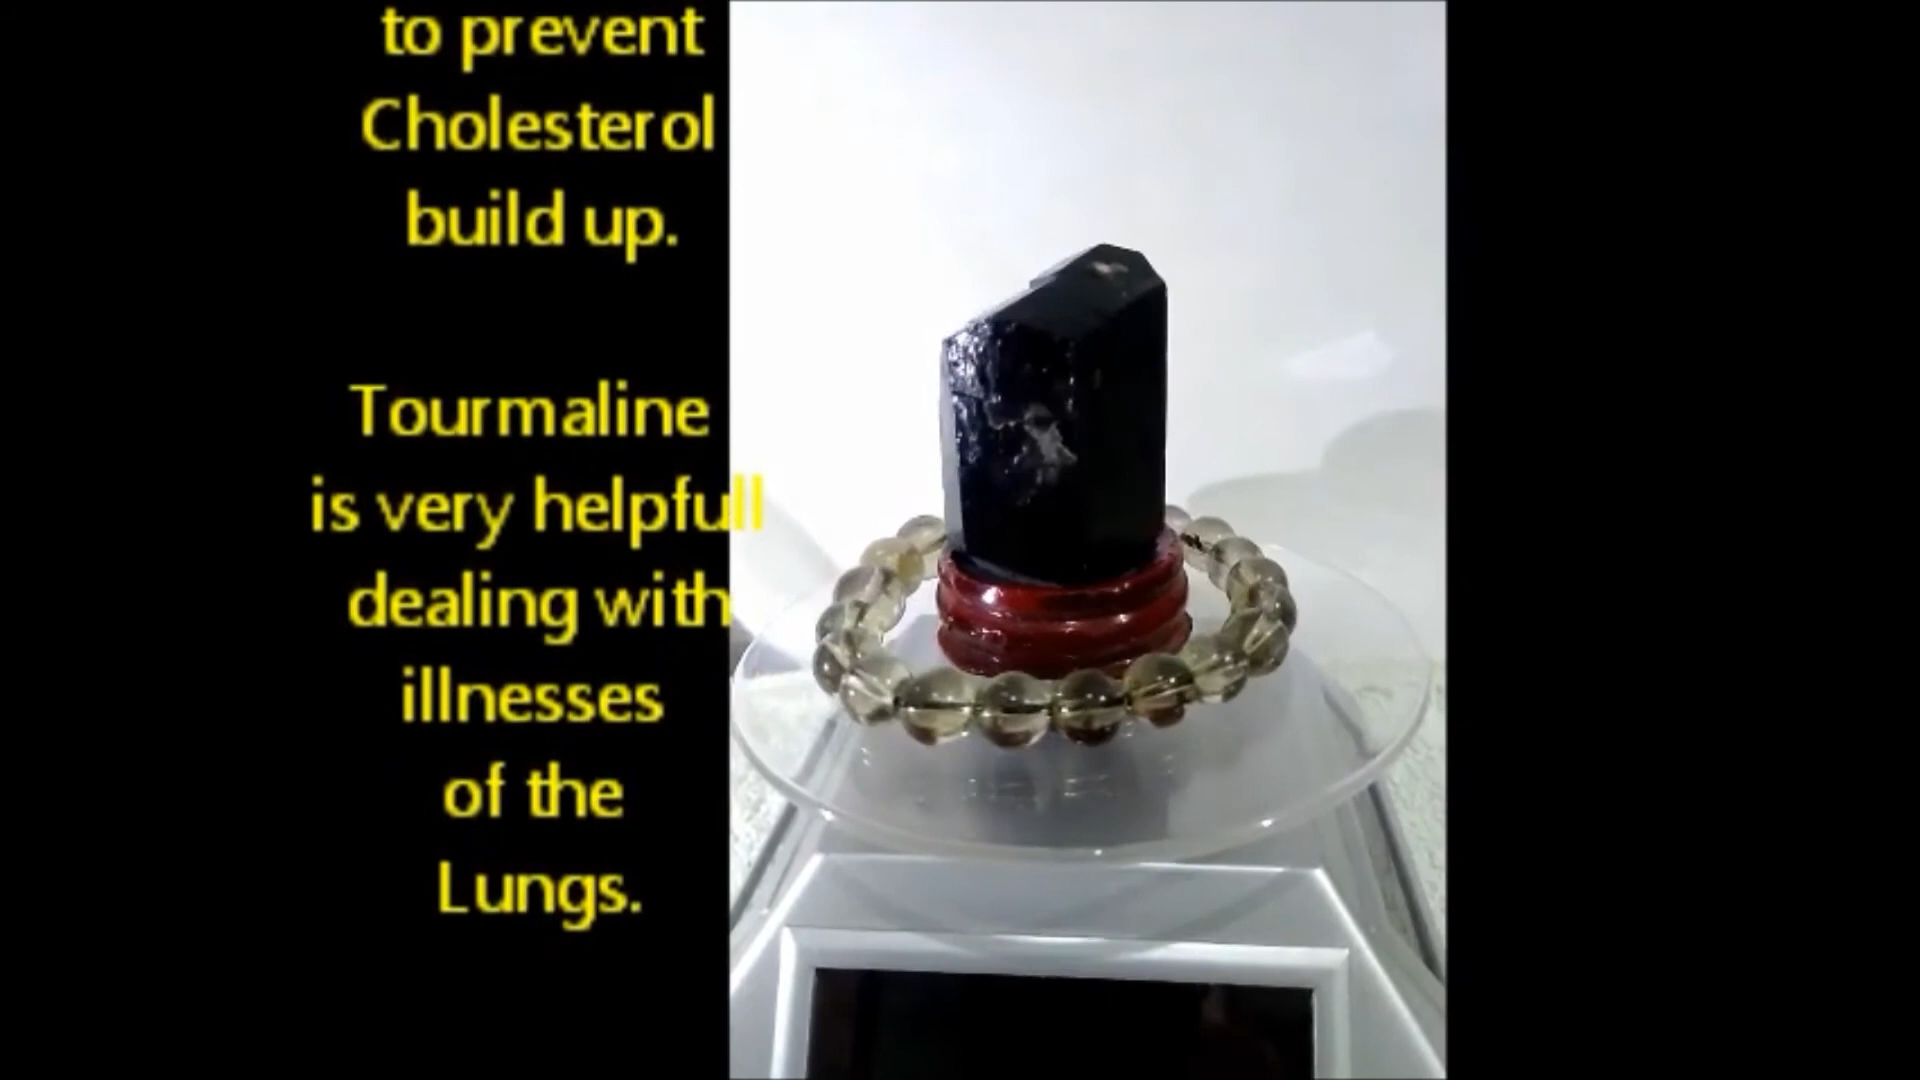 to prevent
Cholesterol
build up.
Tourmaline
is very helpfull
dealing with
illnesses
of the
Lungs.